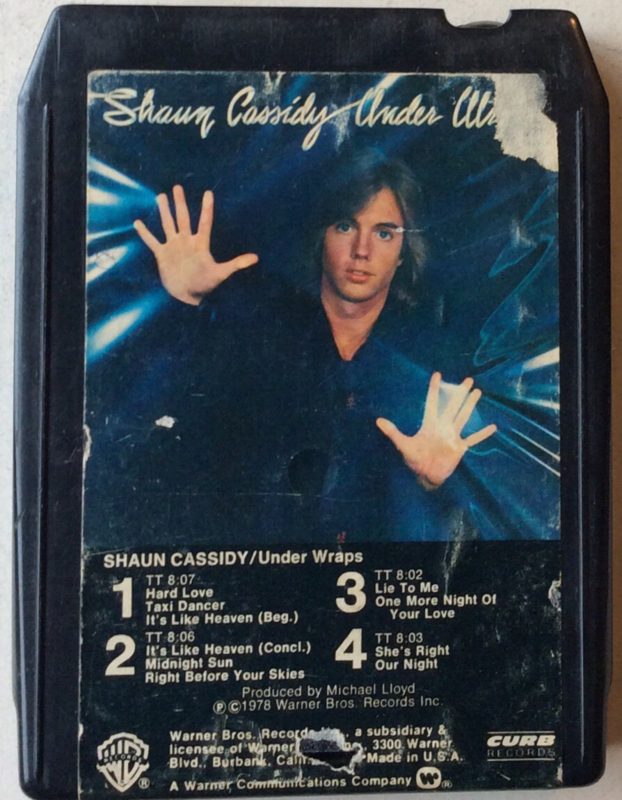 Shaun Cassidy Under
SHAUN CASSIDY/Under Wraps
1 TT 8:07
Hard Love
Taxi Dancer
It's Like Heaven (Beg.)
2 TT 8:06
It's Like Heaven (Concl.)
Midnight Sun
Right Before Your Skies
3 TT 8:02
Lie To Me
One More Night Of
Your Love
4 TT 8:03
She's Right
Our Night
Produced by Michael Lloyd
℗©1978 Warner Bros. Records Inc.
Warner Bros. Records a subsidiary &
licensee of Warner 3300 Warner
Blvd., Burbank, Made in U.S.A.
A Warner Communications Company ®
WB RECORDS ®
CURB
RECORDS